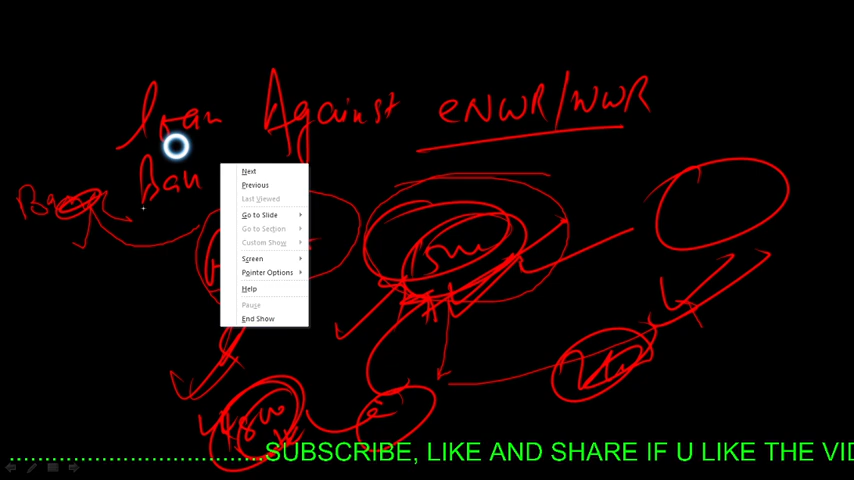 Loan Against eNWR/NWR
Ban
Next
Previous
Last Viewed
Go to Slide
Go to Section
Custom Show
Screen
Pointer Options
Help
Pause
End Show
..............................SUBSCRIBE, LIKE AND SHARE IF U LIKE THE VID